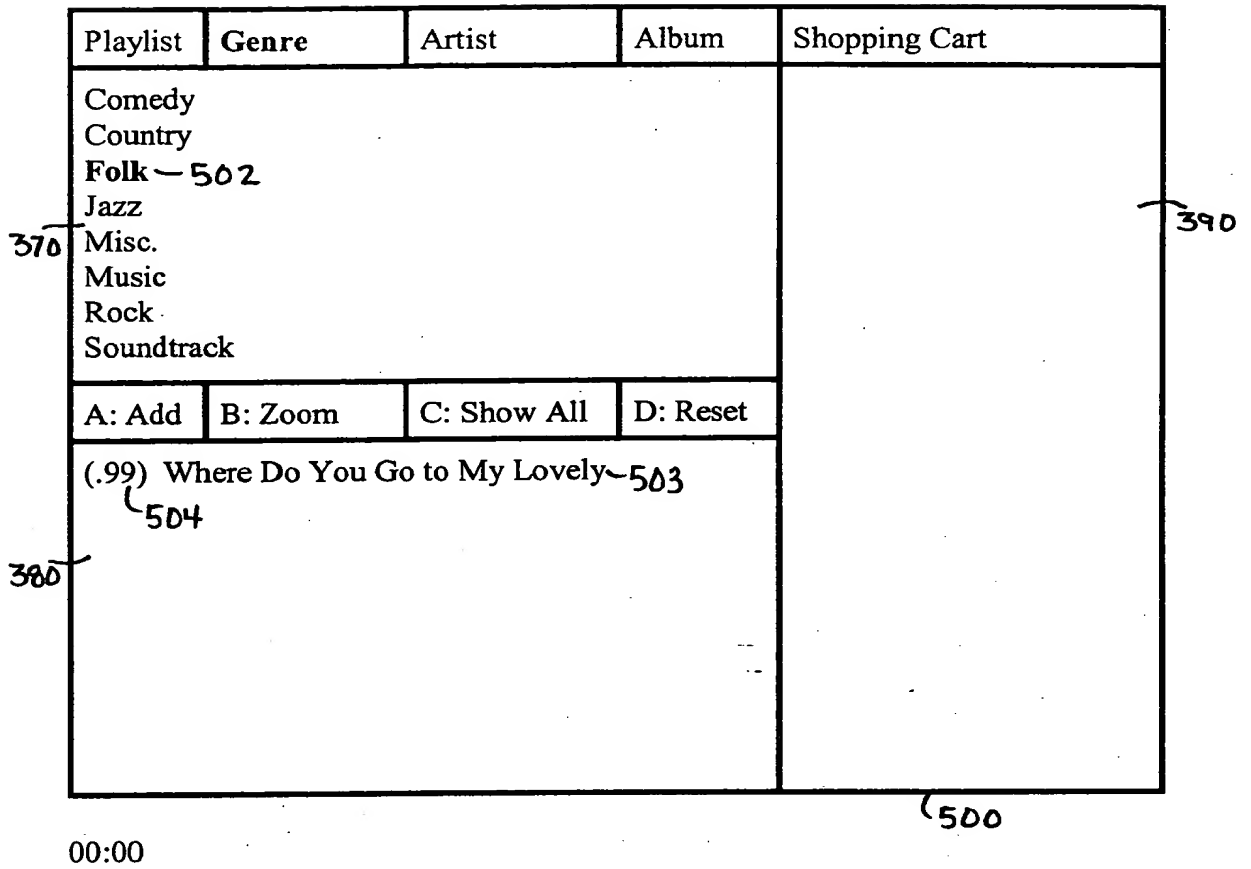 Playlist Genre Artist Album Shopping Cart
Comedy
Country
Folk 502
Jazz
390
370 Misc.
Music
Rock
Soundtrack
A: Add B: Zoom C: Show All D: Reset
(.99) Where Do You Go to My Lovely 503
504
380
500
00:00